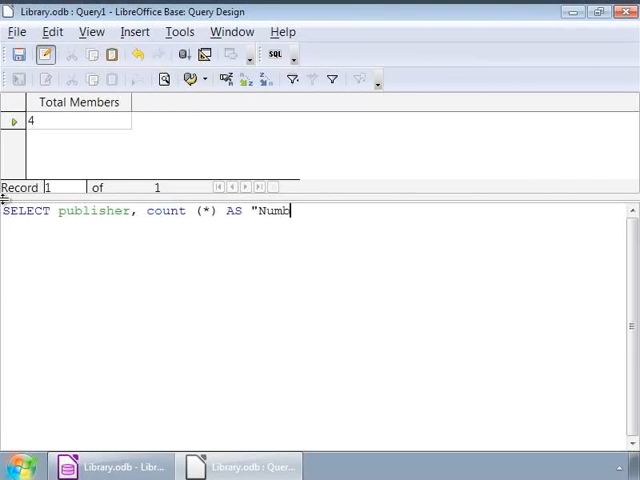 Library.odb : Query1 - LibreOffice Base: Query Design
File Edit View Insert Tools Window Help
SQL
Total Members
4
Record 1 of 1
SELECT publisher, count (*) AS "Numb
Library.odb - Libr... Library.odb : Quer...